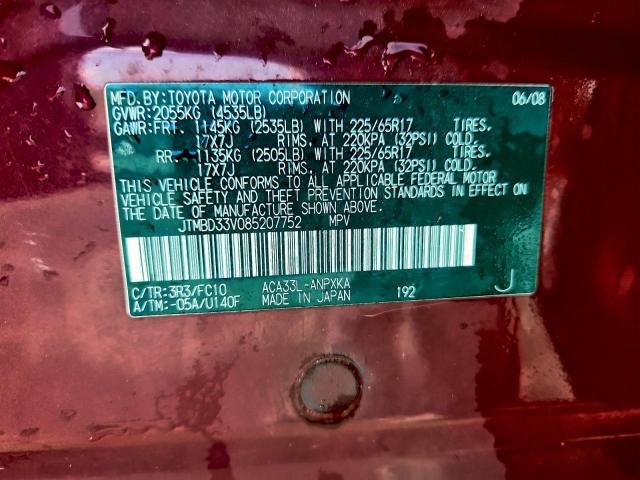 MFD.BY:TOYOTA MOTOR CORPORATION 06/08
GVWR:2055KG (4535LB)
GAWR:FRT. 1145KG (2535LB) WITH 225/65R17 TIRES.
17X7J RIMS. AT 220KPA (32PSI) COLD.
RR. 1135KG (2505LB) WITH 225/65R17 TIRES.
17X7J RIMS. AT 220KPA (32PSI) COLD.
THIS VEHICLE CONFORMS TO ALL APPLICABLE FEDERAL MOTOR
VEHICLE SAFETY AND THEFT PREVENTION STANDARDS IN EFFECT ON
THE DATE OF MANUFACTURE SHOWN ABOVE.
JTMBD33V085207752 MPV
C/TR:3R3/FC10 ACA33L-ANPXKA J
A/TM:-05A/U140F MADE IN JAPAN 192